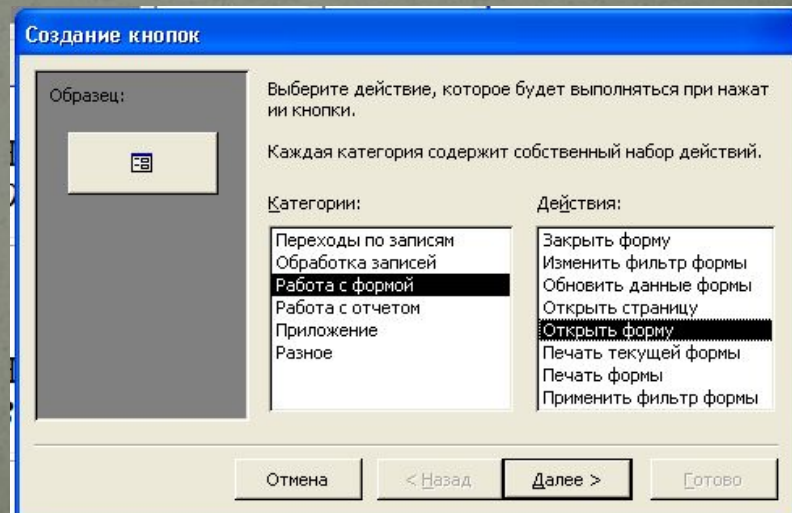 Создание кнопок
Образец:
Выберите действие, которое будет выполняться при нажат
ии кнопки.
Каждая категория содержит собственный набор действий.
Категории:
Переходы по записям
Обработка записей
Работа с формой
Работа с отчетом
Приложение
Разное
Действия:
Закрыть форму
Изменить фильтр формы
Обновить данные формы
Открыть страницу
Открыть форму
Печать текущей формы
Печать формы
Применить фильтр формы
Отмена
< Назад
Далее >
Готово